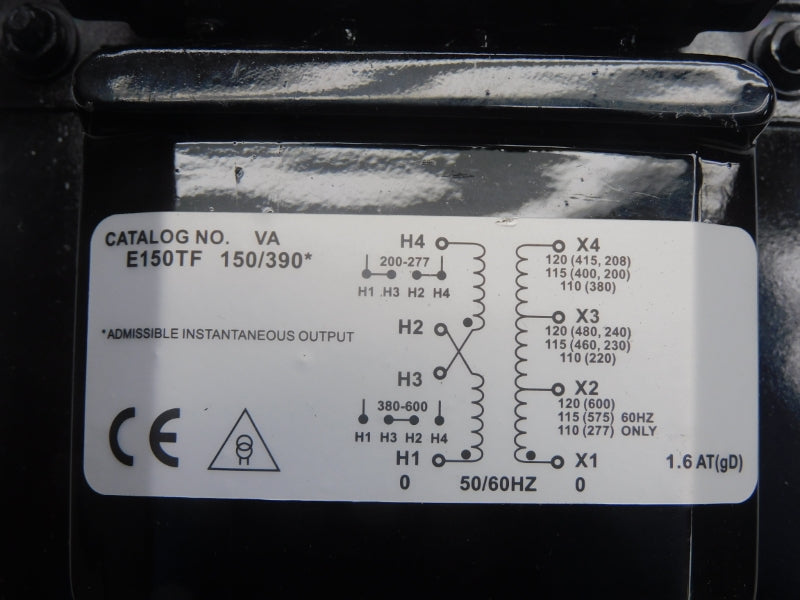 CATALOG NO. VA
E150TF 150/390*
*ADMISSIBLE INSTANTANEOUS OUTPUT
CE
200-277
H1 H3 H2 H4
380-600
H1 H3 H2 H4
H4
H2
H3
H1
0
50/60HZ
X4
120 (415, 208)
115 (400, 200)
110 (380)
X3
120 (480, 240)
115 (460, 230)
110 (220)
X2
120 (600)
115 (575) 60HZ
110 (277) ONLY
X1
0
1.6 AT(gD)